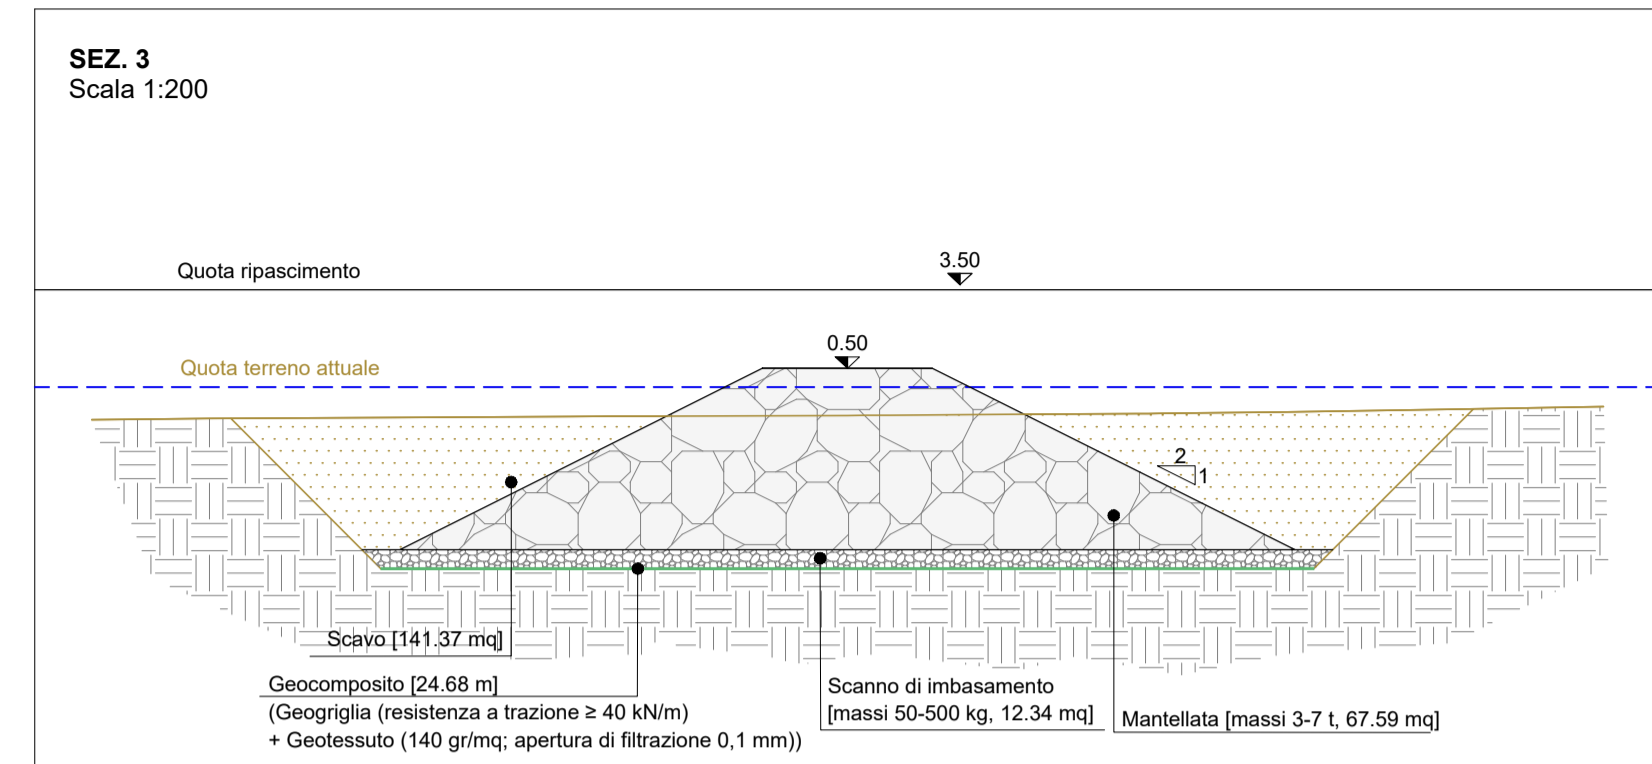 SEZ. 3
Scala 1:200
Quota ripascimento
3.50
0.50
Quota terreno attuale
2
1
Scavo [141.37 mq]
Geocomposito [24.68 m]
(Geogriglia (resistenza a trazione ≥ 40 kN/m)
+ Geotessuto (140 gr/mq; apertura di filtrazione 0,1 mm))
Scanno di imbasamento
[massi 50-500 kg, 12.34 mq]
Mantellata [massi 3-7 t, 67.59 mq]